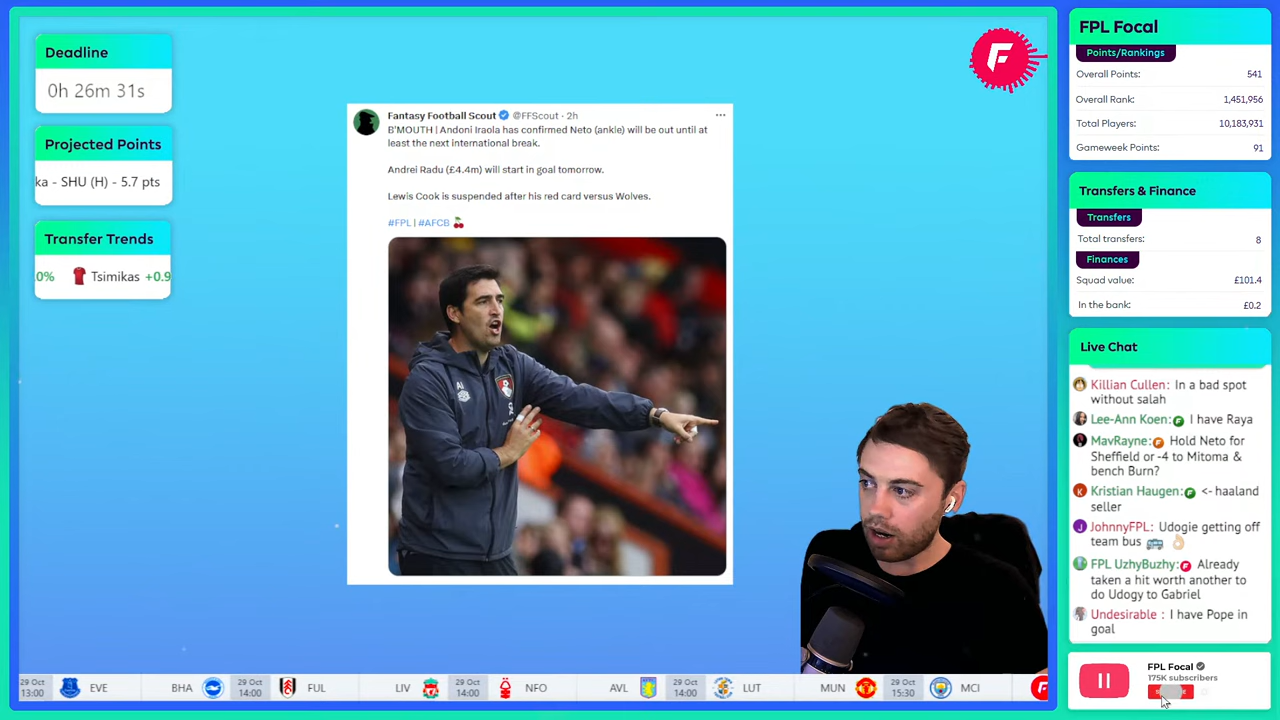 Deadline
0h 26m 31s
Projected Points
ka - SHU (H) - 5.7 pts
Transfer Trends
0% Tsimikas +0.9
F
Fantasy Football Scout @FFScout · 2h
B'MOUTH | Andoni Iraola has confirmed Neto (ankle) will be out until at
least the next international break.
Andrei Radu (£4.4m) will start in goal tomorrow.
Lewis Cook is suspended after his red card versus Wolves.
#FPL | #AFCB 🍒
AI
FPL Focal
Points/Rankings
Overall Points: 541
Overall Rank: 1,451,956
Total Players: 10,183,931
Gameweek Points: 91
Transfers & Finance
Transfers
Total transfers: 8
Finances
Squad value: £101.4
In the bank: £0.2
Live Chat
Killian Cullen: In a bad spot
without salah
Lee-Ann Koen: I have Raya
MavRayne: Hold Neto for
Sheffield or -4 to Mitoma &
bench Burn?
Kristian Haugen: <- haaland
seller
JohnnyFPL: Udogie getting off
team bus 🚌 👌🏻
FPL UzhyBuzhy: Already
taken a hit worth another to
do Udogy to Gabriel
Undesirable : I have Pope in
goal
FPL Focal
175K subscribers
29 Oct
13:00
EVE
BHA
29 Oct
14:00
FUL
LIV
29 Oct
14:00
NFO
AVL
29 Oct
14:00
LUT
MUN
29 Oct
15:30
MCI